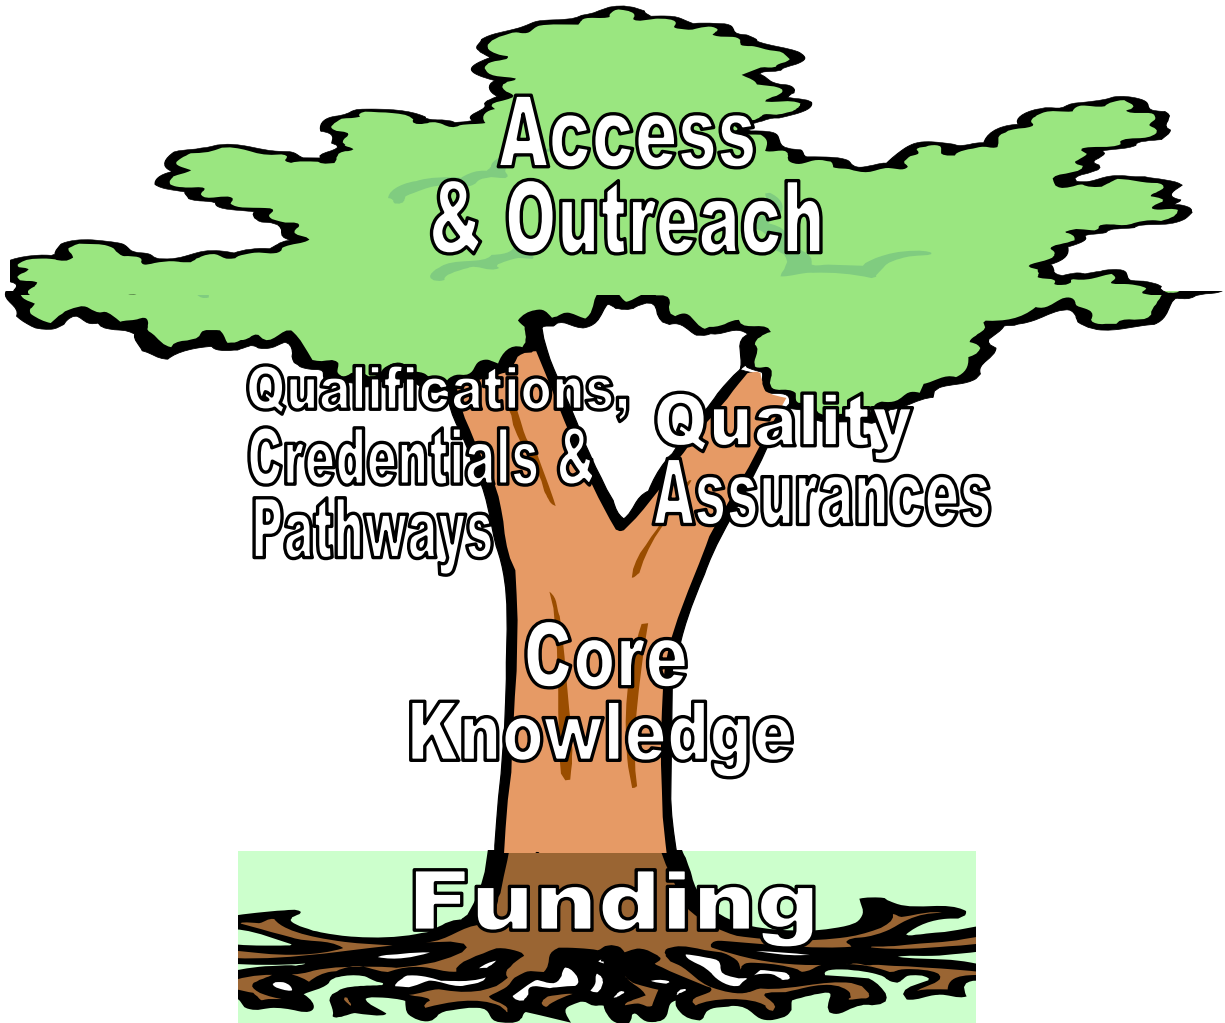 Access
& Outreach
Qualifications,
Credentials &
Pathways
Quality
Assurances
Core
Knowledge
Funding